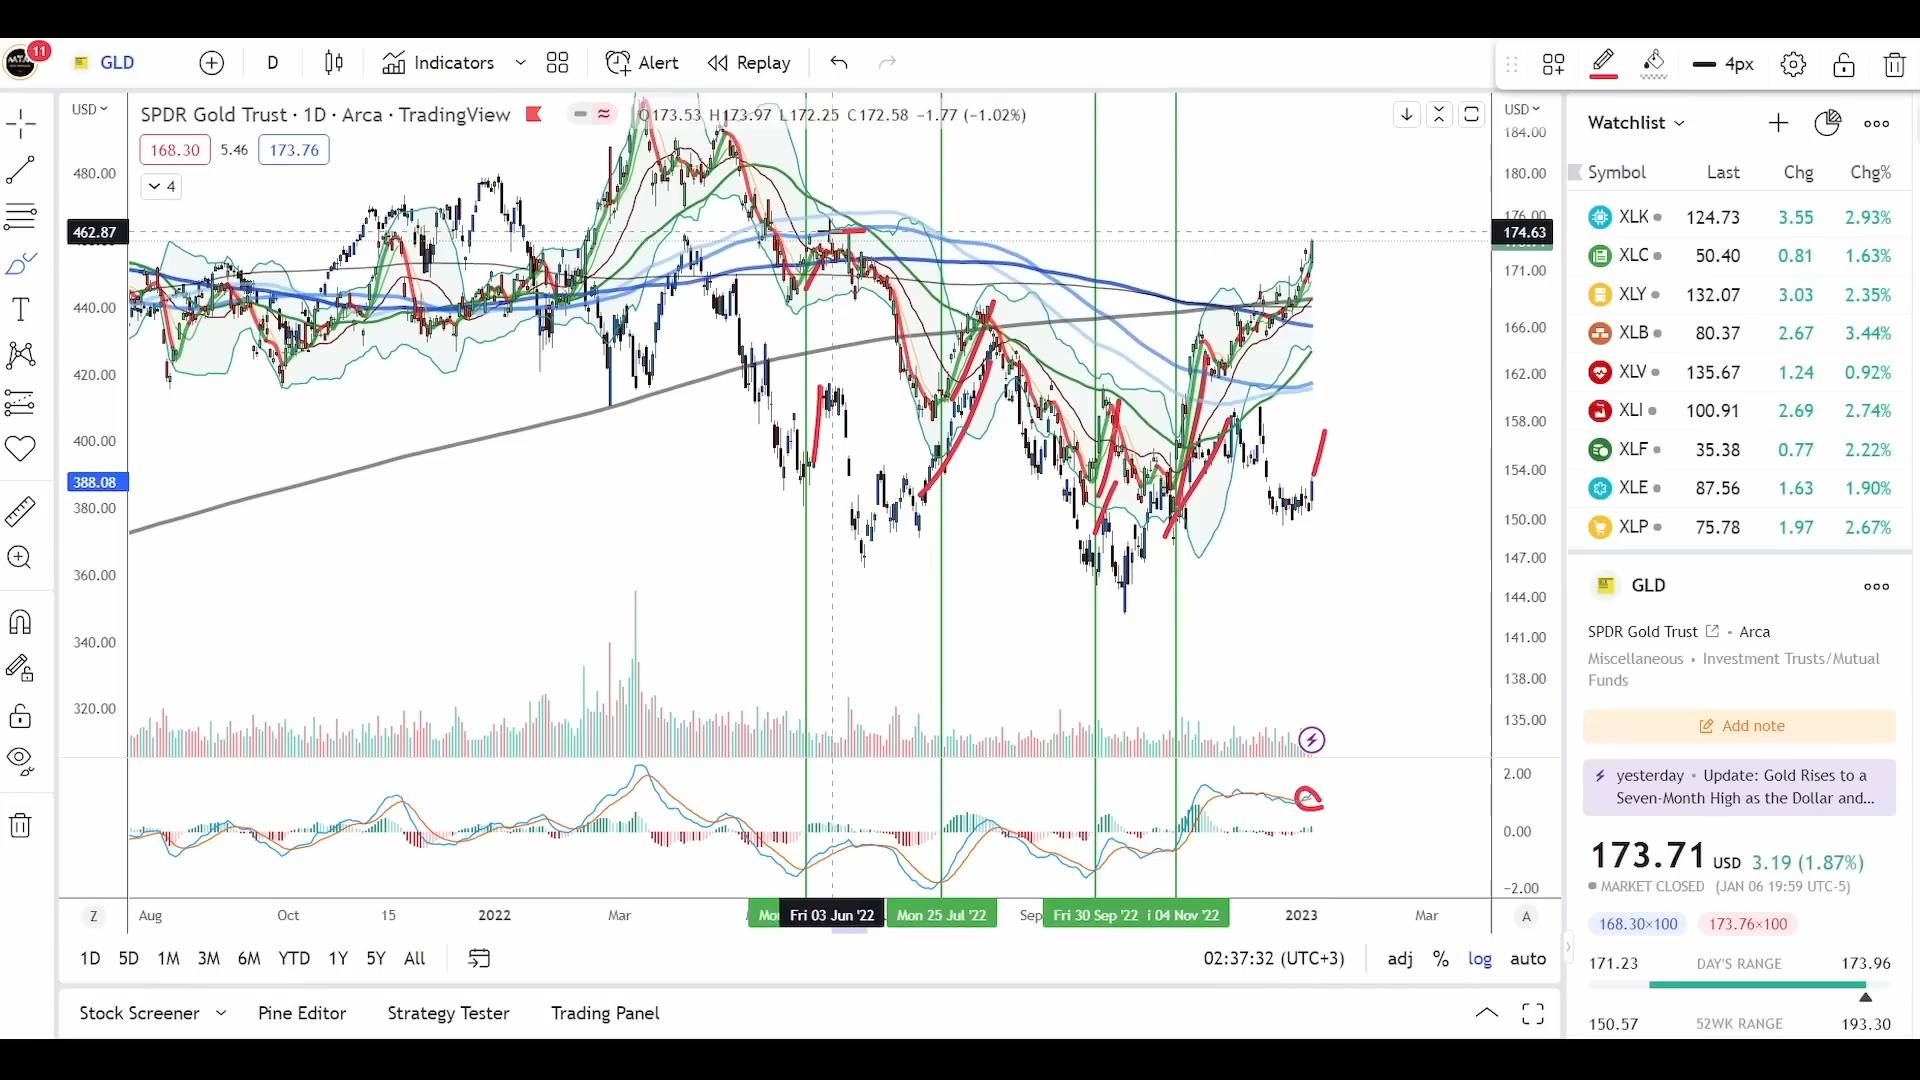 11
GLD
D
Indicators
Alert
Replay
4px
USD
SPDR Gold Trust · 1D · Arca · TradingView
O173.53 H173.97 L172.25 C172.58 −1.77 (−1.02%)
168.30 5.46 173.76
4
480.00
462.87
440.00
420.00
400.00
388.08
380.00
360.00
340.00
320.00
USD
184.00
180.00
176.00
174.63
171.00
166.00
162.00
158.00
154.00
150.00
147.00
144.00
141.00
138.00
135.00
2.00
0.00
−2.00
Z
Aug
Oct
15
2022
Mar
Mo
Fri 03 Jun '22
Mon 25 Jul '22
Sep
Fri 30 Sep '22
i 04 Nov '22
2023
Mar
A
1D 5D 1M 3M 6M YTD 1Y 5Y All
02:37:32 (UTC+3)
adj % log auto
Stock Screener
Pine Editor
Strategy Tester
Trading Panel
Watchlist
Symbol Last Chg Chg%
XLK 124.73 3.55 2.93%
XLC 50.40 0.81 1.63%
XLY 132.07 3.03 2.35%
XLB 80.37 2.67 3.44%
XLV 135.67 1.24 0.92%
XLI 100.91 2.69 2.74%
XLF 35.38 0.77 2.22%
XLE 87.56 1.63 1.90%
XLP 75.78 1.97 2.67%
GLD
SPDR Gold Trust • Arca
Miscellaneous • Investment Trusts/Mutual
Funds
Add note
yesterday • Update: Gold Rises to a
Seven-Month High as the Dollar and...
173.71 USD 3.19 (1.87%)
MARKET CLOSED (JAN 06 19:59 UTC-5)
168.30×100 173.76×100
171.23 DAY'S RANGE 173.96
150.57 52WK RANGE 193.30